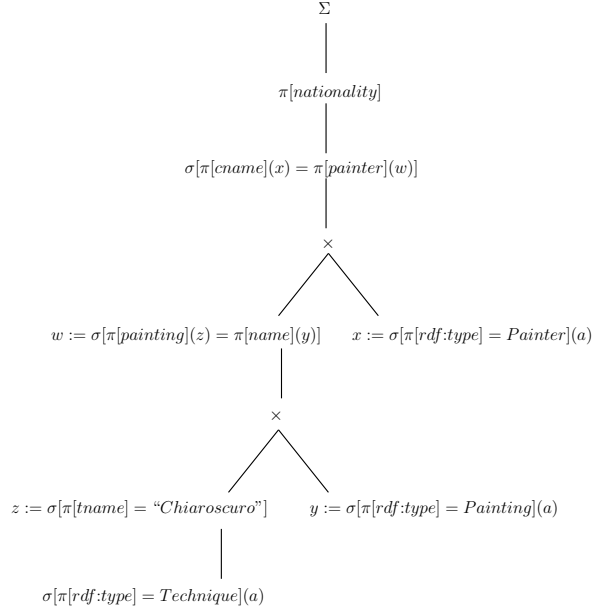 Σ
π[nationality]
σ[π[cname](x) = π[painter](w)]
×
w := σ[π[painting](z) = π[name](y)]
x := σ[π[rdf:type] = Painter](a)
×
z := σ[π[tname] = “Chiaroscuro”]
y := σ[π[rdf:type] = Painting](a)
σ[π[rdf:type] = Technique](a)